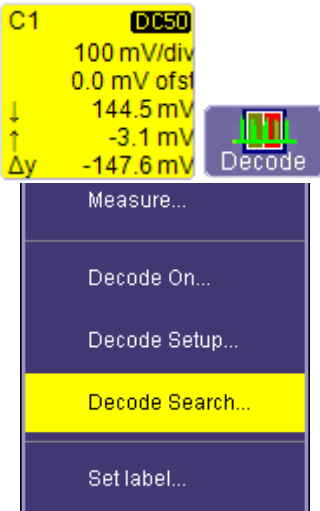 C1 DC50
100 mV/div
0.0 mV ofst
↓ 144.5 mV
↑ -3.1 mV
Δy -147.6 mV
Decode
Measure...
Decode On...
Decode Setup...
Decode Search...
Set label...